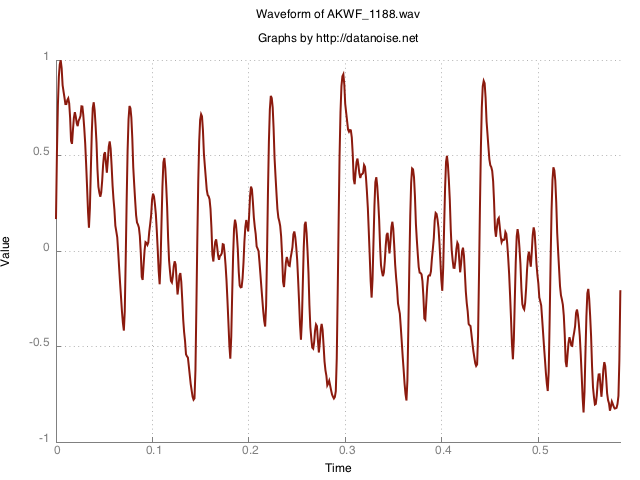 Waveform of AKWF_1188.wav
Graphs by http://datanoise.net
1
0.5
0
-0.5
-1
Value
0 0.1 0.2 0.3 0.4 0.5
Time